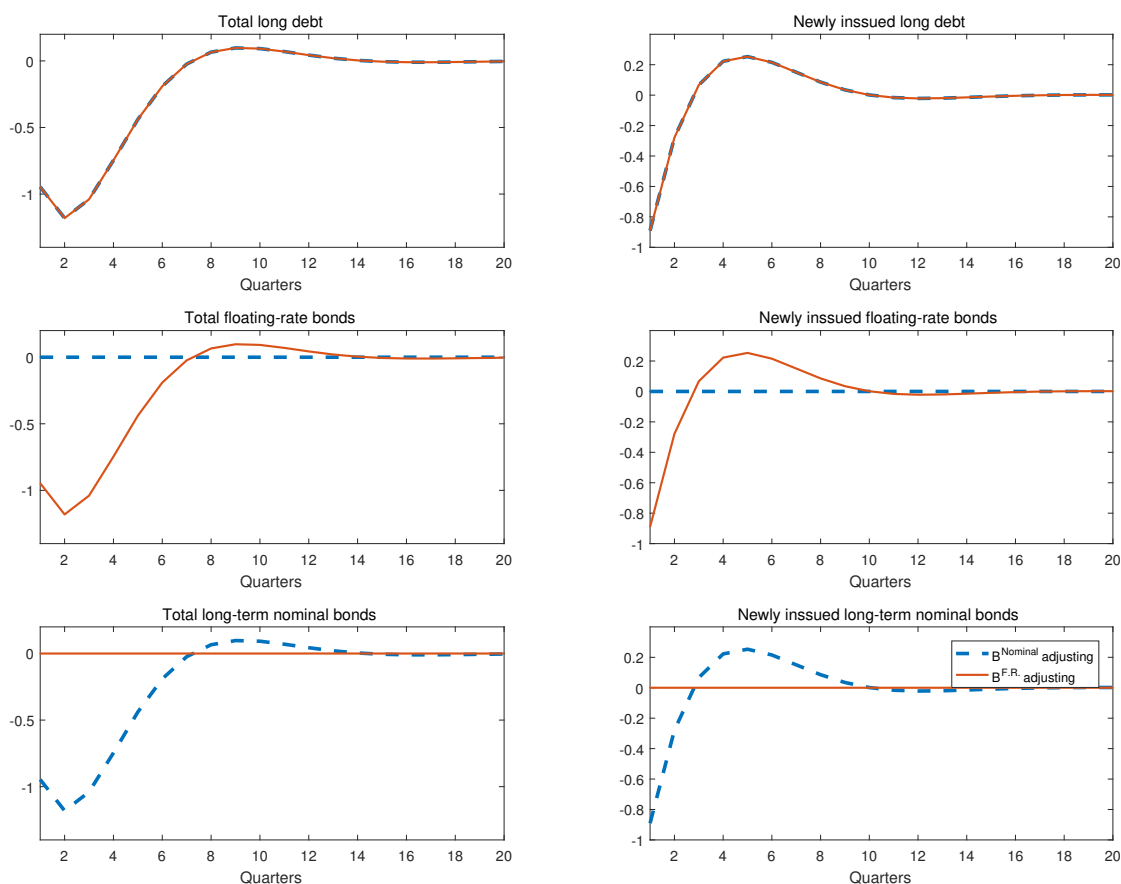 Total long debt
0
-0.5
-1
2 4 6 8 10 12 14 16 18 20
Quarters
Newly inssued long debt
0.2
0
-0.2
-0.4
-0.6
-0.8
-1
2 4 6 8 10 12 14 16 18 20
Quarters
Total floating-rate bonds
0
-0.5
-1
2 4 6 8 10 12 14 16 18 20
Quarters
Newly inssued floating-rate bonds
0.2
0
-0.2
-0.4
-0.6
-0.8
-1
2 4 6 8 10 12 14 16 18 20
Quarters
Total long-term nominal bonds
0
-0.5
-1
2 4 6 8 10 12 14 16 18 20
Quarters
Newly inssued long-term nominal bonds
0.2
0
-0.2
-0.4
-0.6
-0.8
-1
2 4 6 8 10 12 14 16 18 20
Quarters
B^Nominal adjusting
B^F.R. adjusting